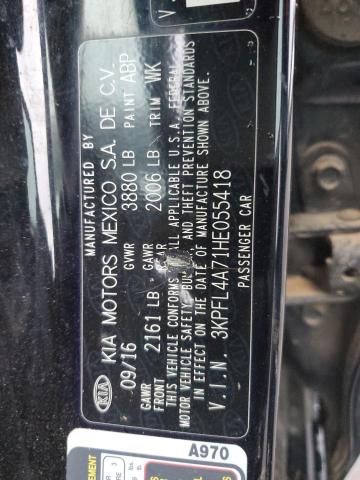 MANUFACTURED BY
KIA KIA MOTORS MEXICO S.A. DE C.V.
09/16 GVWR 3880 LB PAINT ABP
GAWR FRONT 2161 LB GAWR REAR 2006 LB TRIM WK
THIS VEHICLE CONFORMS ALL APPLICABLE U.S.A. FEDERAL
MOTOR VEHICLE SAFETY, AND THEFT PREVENTION STANDARDS
IN EFFECT ON THE DATE OF MANUFACTURE SHOWN ABOVE.
V.I.N. 3KPFL4A71HE055418
PASSENGER CAR
A970